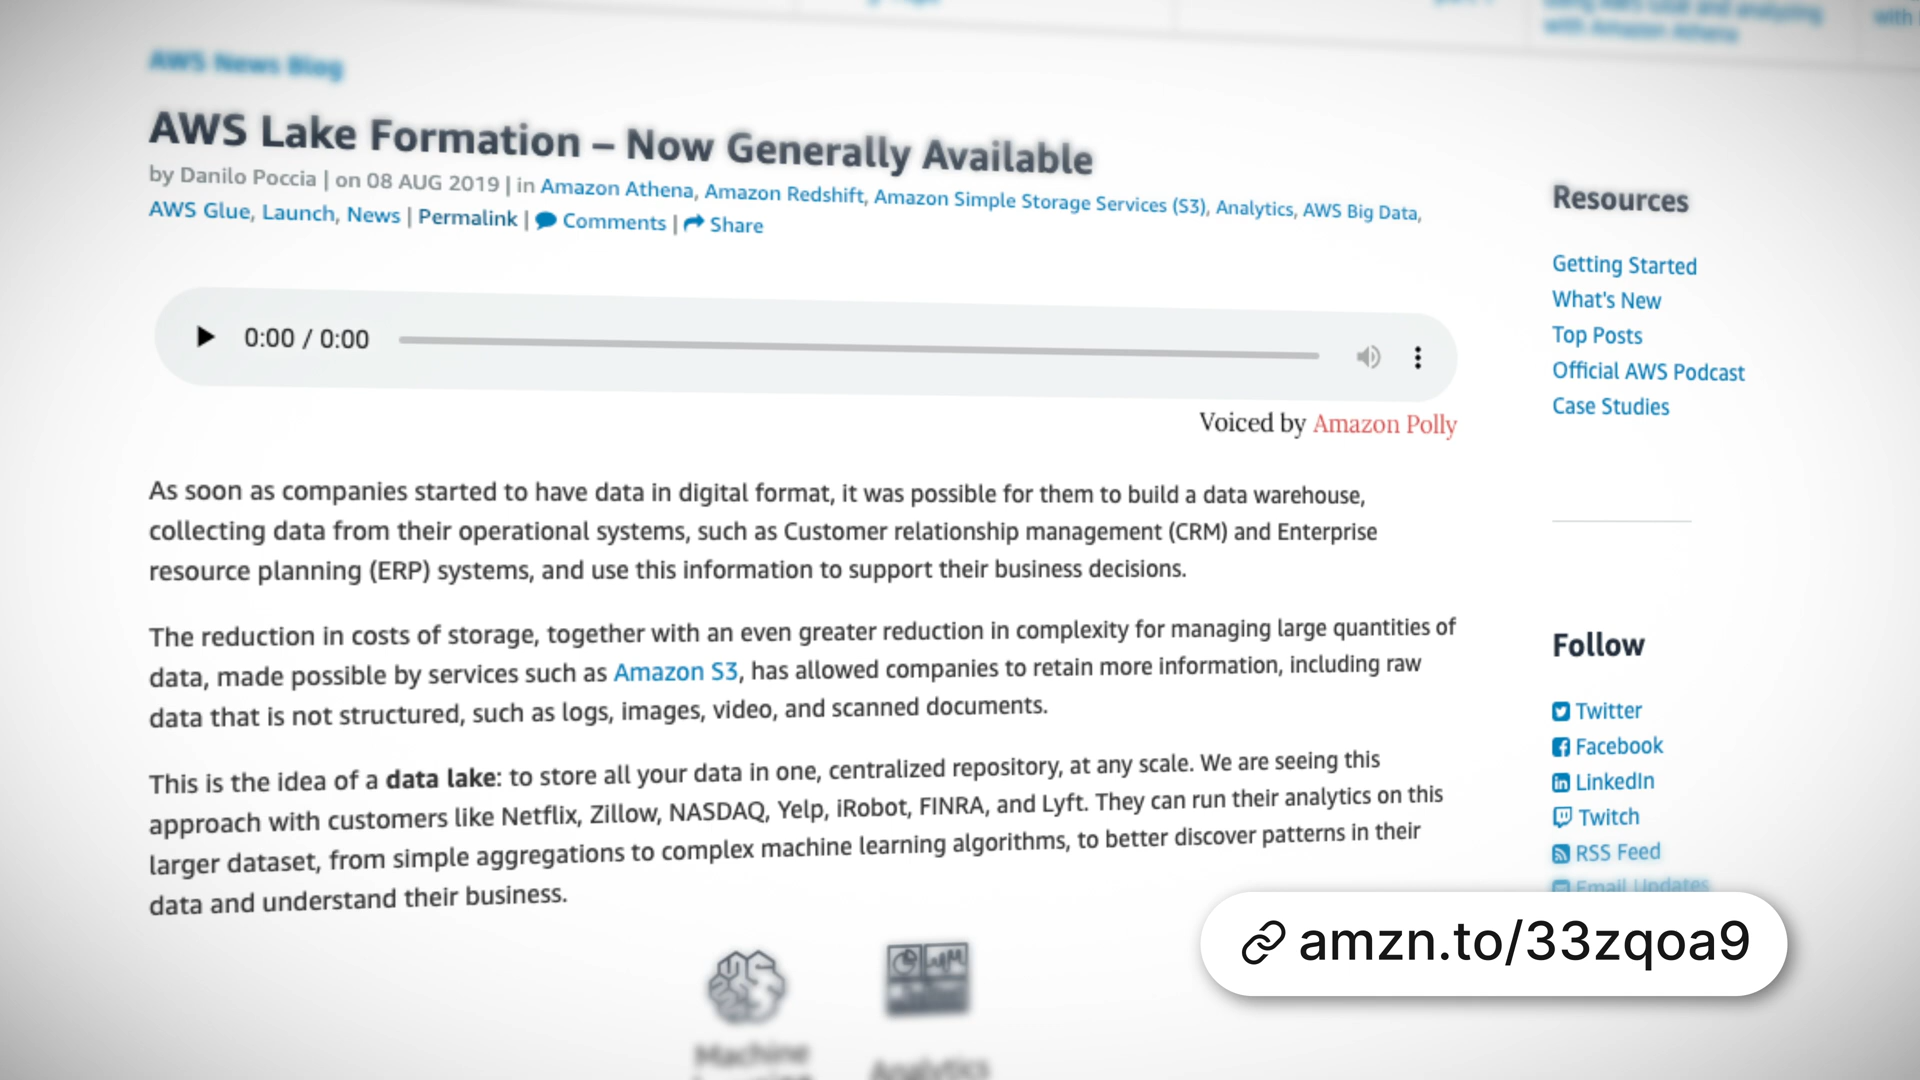 with Amazon Athena
with
AWS News Blog
AWS Lake Formation – Now Generally Available
by Danilo Poccia | on 08 AUG 2019 | in Amazon Athena, Amazon Redshift, Amazon Simple Storage Services (S3), Analytics, AWS Big Data,
AWS Glue, Launch, News | Permalink | Comments | Share
0:00 / 0:00
Voiced by Amazon Polly
As soon as companies started to have data in digital format, it was possible for them to build a data warehouse,
collecting data from their operational systems, such as Customer relationship management (CRM) and Enterprise
resource planning (ERP) systems, and use this information to support their business decisions.
The reduction in costs of storage, together with an even greater reduction in complexity for managing large quantities of
data, made possible by services such as Amazon S3, has allowed companies to retain more information, including raw
data that is not structured, such as logs, images, video, and scanned documents.
This is the idea of a data lake: to store all your data in one, centralized repository, at any scale. We are seeing this
approach with customers like Netflix, Zillow, NASDAQ, Yelp, iRobot, FINRA, and Lyft. They can run their analytics on this
larger dataset, from simple aggregations to complex machine learning algorithms, to better discover patterns in their
data and understand their business.
Machine
Analytics
Resources
Getting Started
What's New
Top Posts
Official AWS Podcast
Case Studies
Follow
Twitter
Facebook
LinkedIn
Twitch
RSS Feed
Email Updates
amzn.to/33zqoa9